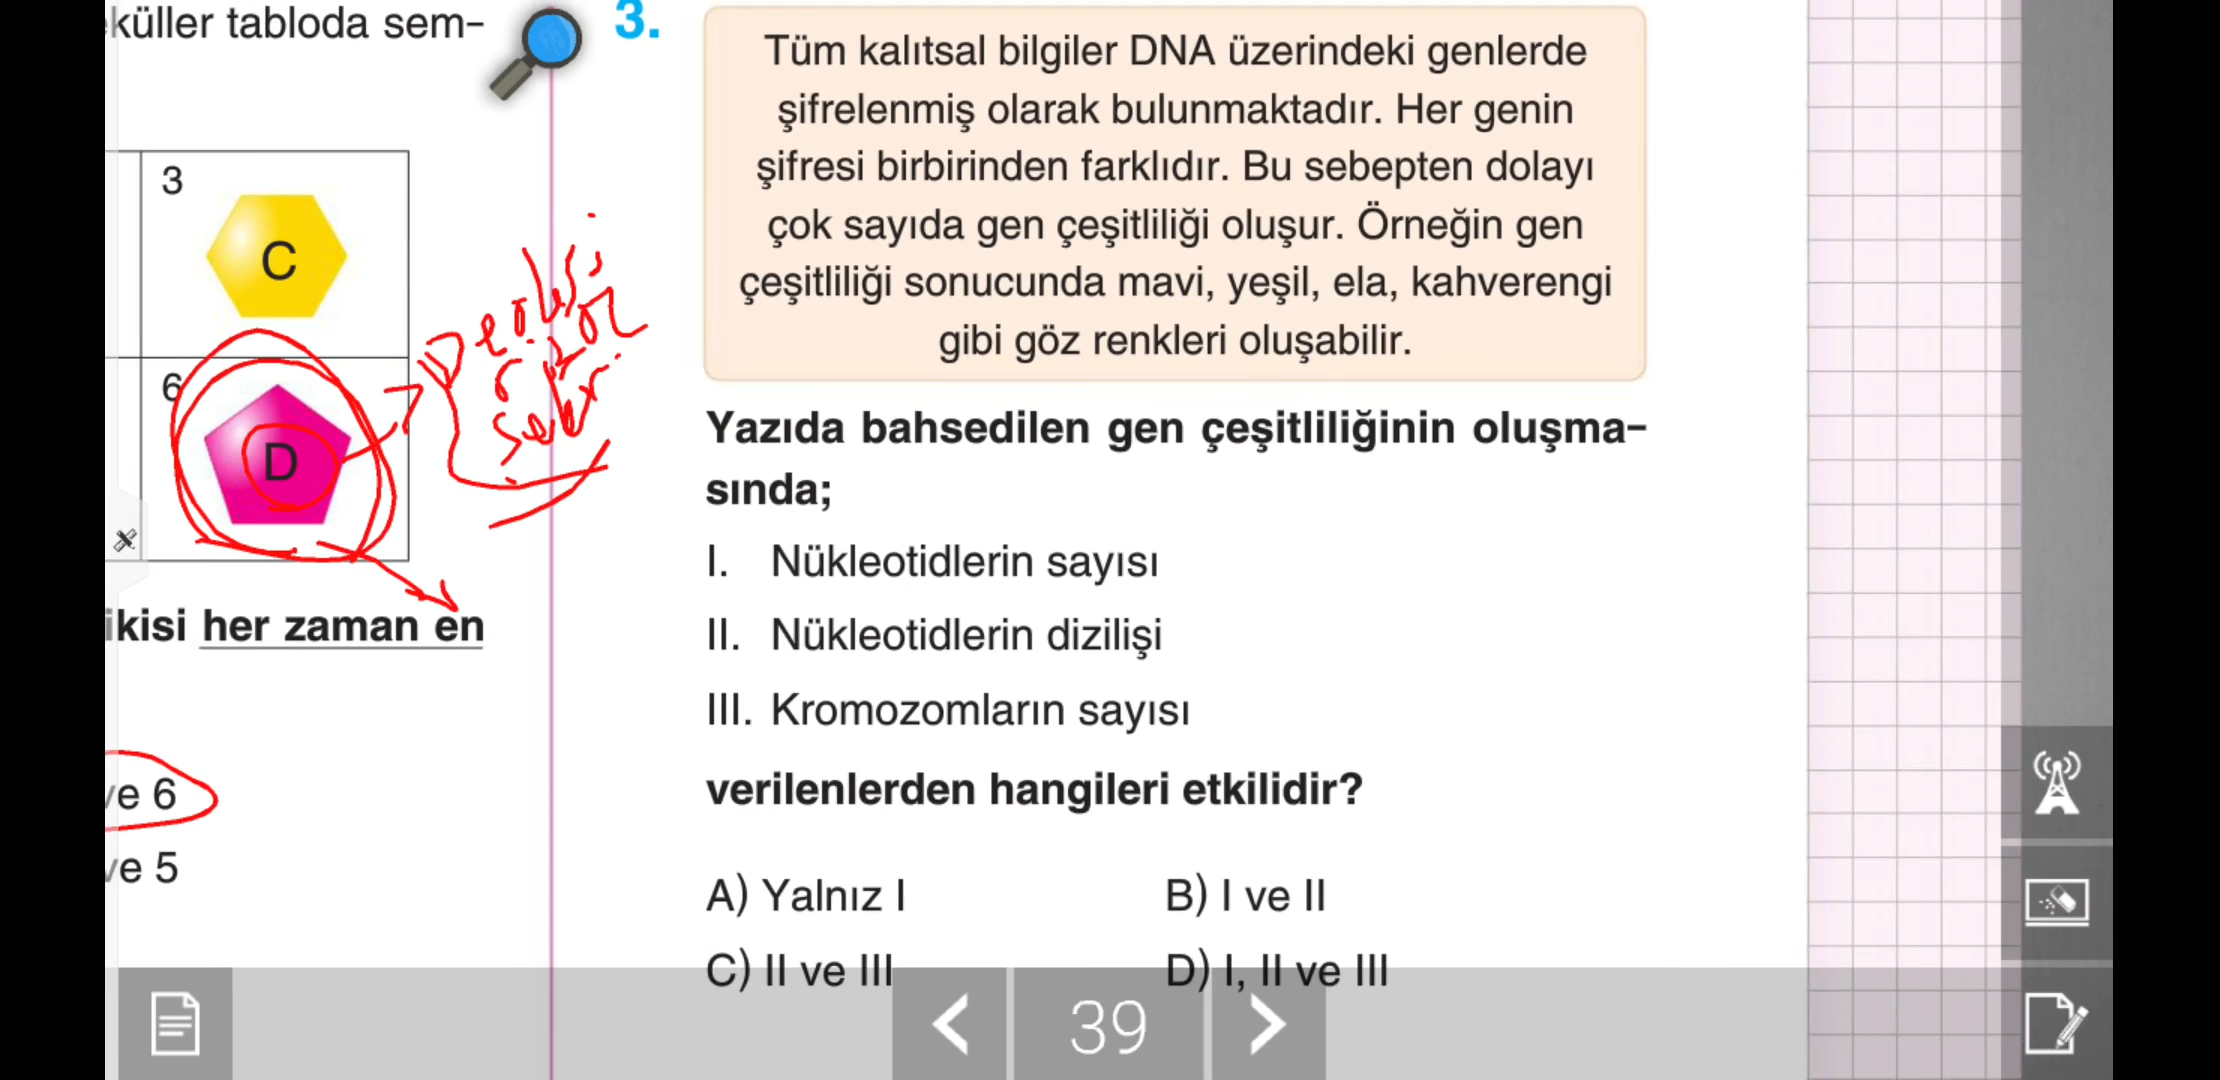 küller tabloda sem-
3
C
6
D
ikisi her zaman en
ve 6
ve 5
3.
Tüm kalıtsal bilgiler DNA üzerindeki genlerde
şifrelenmiş olarak bulunmaktadır. Her genin
şifresi birbirinden farklıdır. Bu sebepten dolayı
çok sayıda gen çeşitliliği oluşur. Örneğin gen
çeşitliliği sonucunda mavi, yeşil, ela, kahverengi
gibi göz renkleri oluşabilir.
Yazıda bahsedilen gen çeşitliliğinin oluşma-
sında;
I. Nükleotidlerin sayısı
II. Nükleotidlerin dizilişi
III. Kromozomların sayısı
verilenlerden hangileri etkilidir?
A) Yalnız I
B) I ve II
C) II ve III
D) I, II ve III
39